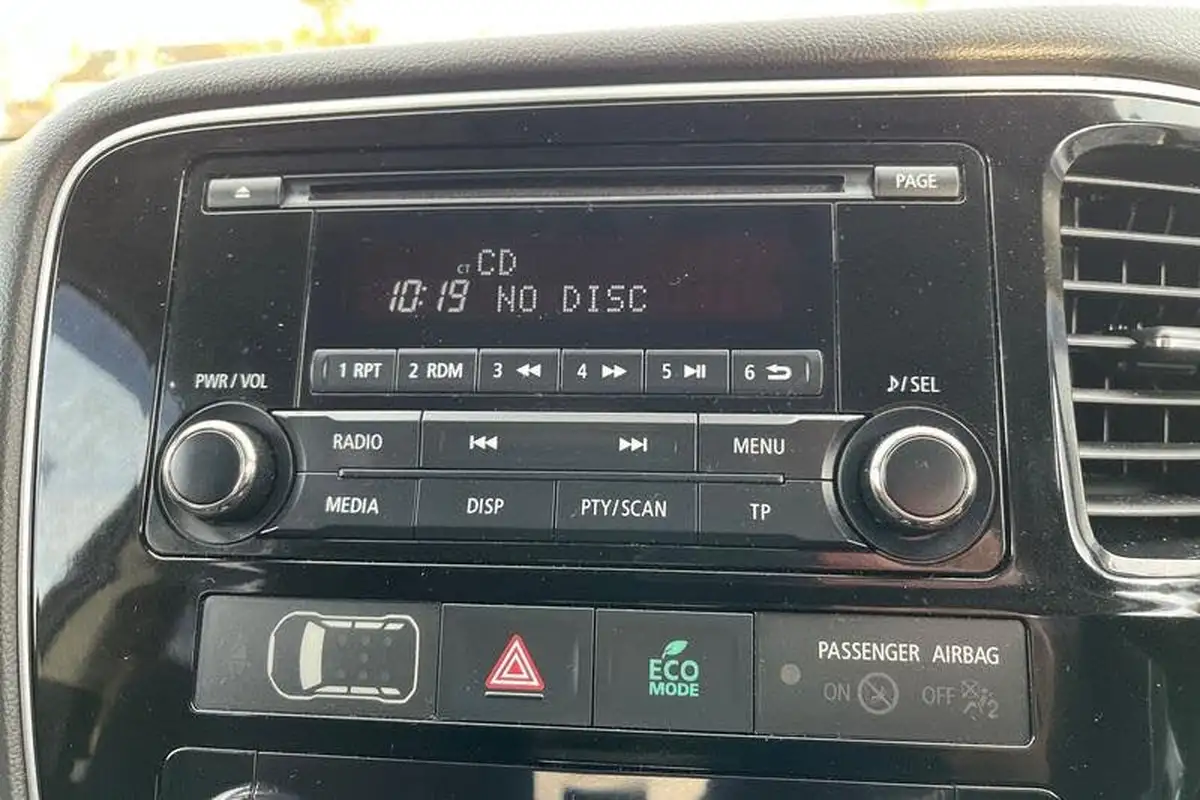 PAGE
CT CD
10:19 NO DISC
1 RPT 2 RDM 3 4 5 6
PWR/VOL
/SEL
RADIO MENU
MEDIA DISP PTY/SCAN TP
ECO
MODE
PASSENGER AIRBAG
ON OFF 2